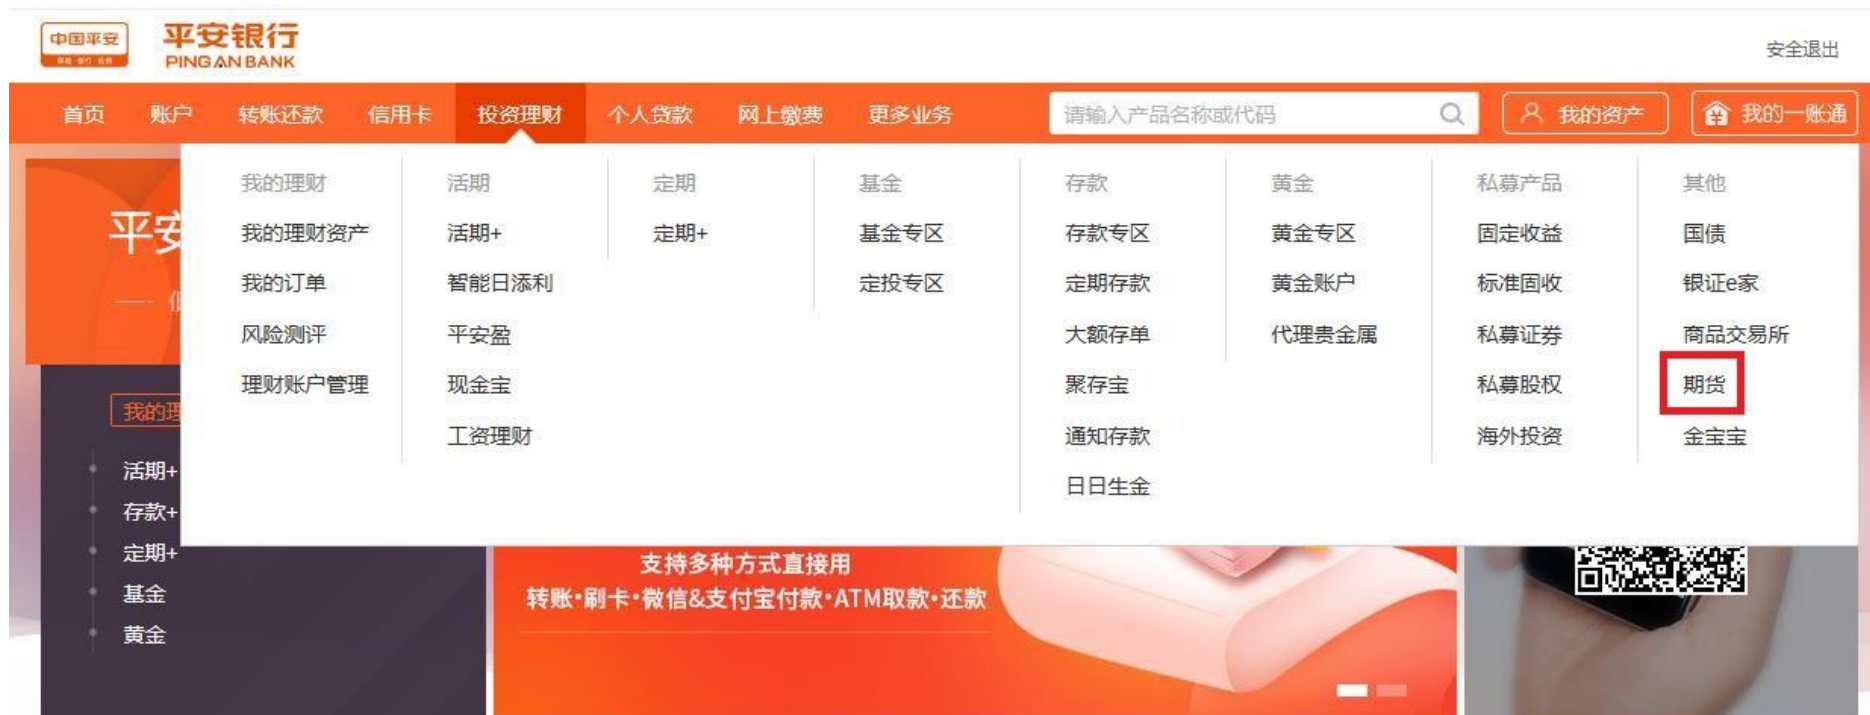 中国平安
保险·银行·投资
平安银行
PINGAN BANK
安全退出
首页 账户 转账还款 信用卡 投资理财 个人贷款 网上缴费 更多业务 请输入产品名称或代码 我的资产 我的一账通
我的理财 活期 定期 基金 存款 黄金 私募产品 其他
我的理财资产 活期+ 定期+ 基金专区 存款专区 黄金专区 固定收益 国债
我的订单 智能日添利 定投专区 定期存款 黄金账户 标准固收 银证e家
风险测评 平安盈 大额存单 代理贵金属 私募证券 商品交易所
理财账户管理 现金宝 聚存宝 私募股权 期货
工资理财 通知存款 海外投资 金宝宝
日日生金
平安
我的理
活期+
存款+
定期+
基金
黄金
支持多种方式直接用
转账•刷卡•微信&支付宝付款•ATM取款•还款